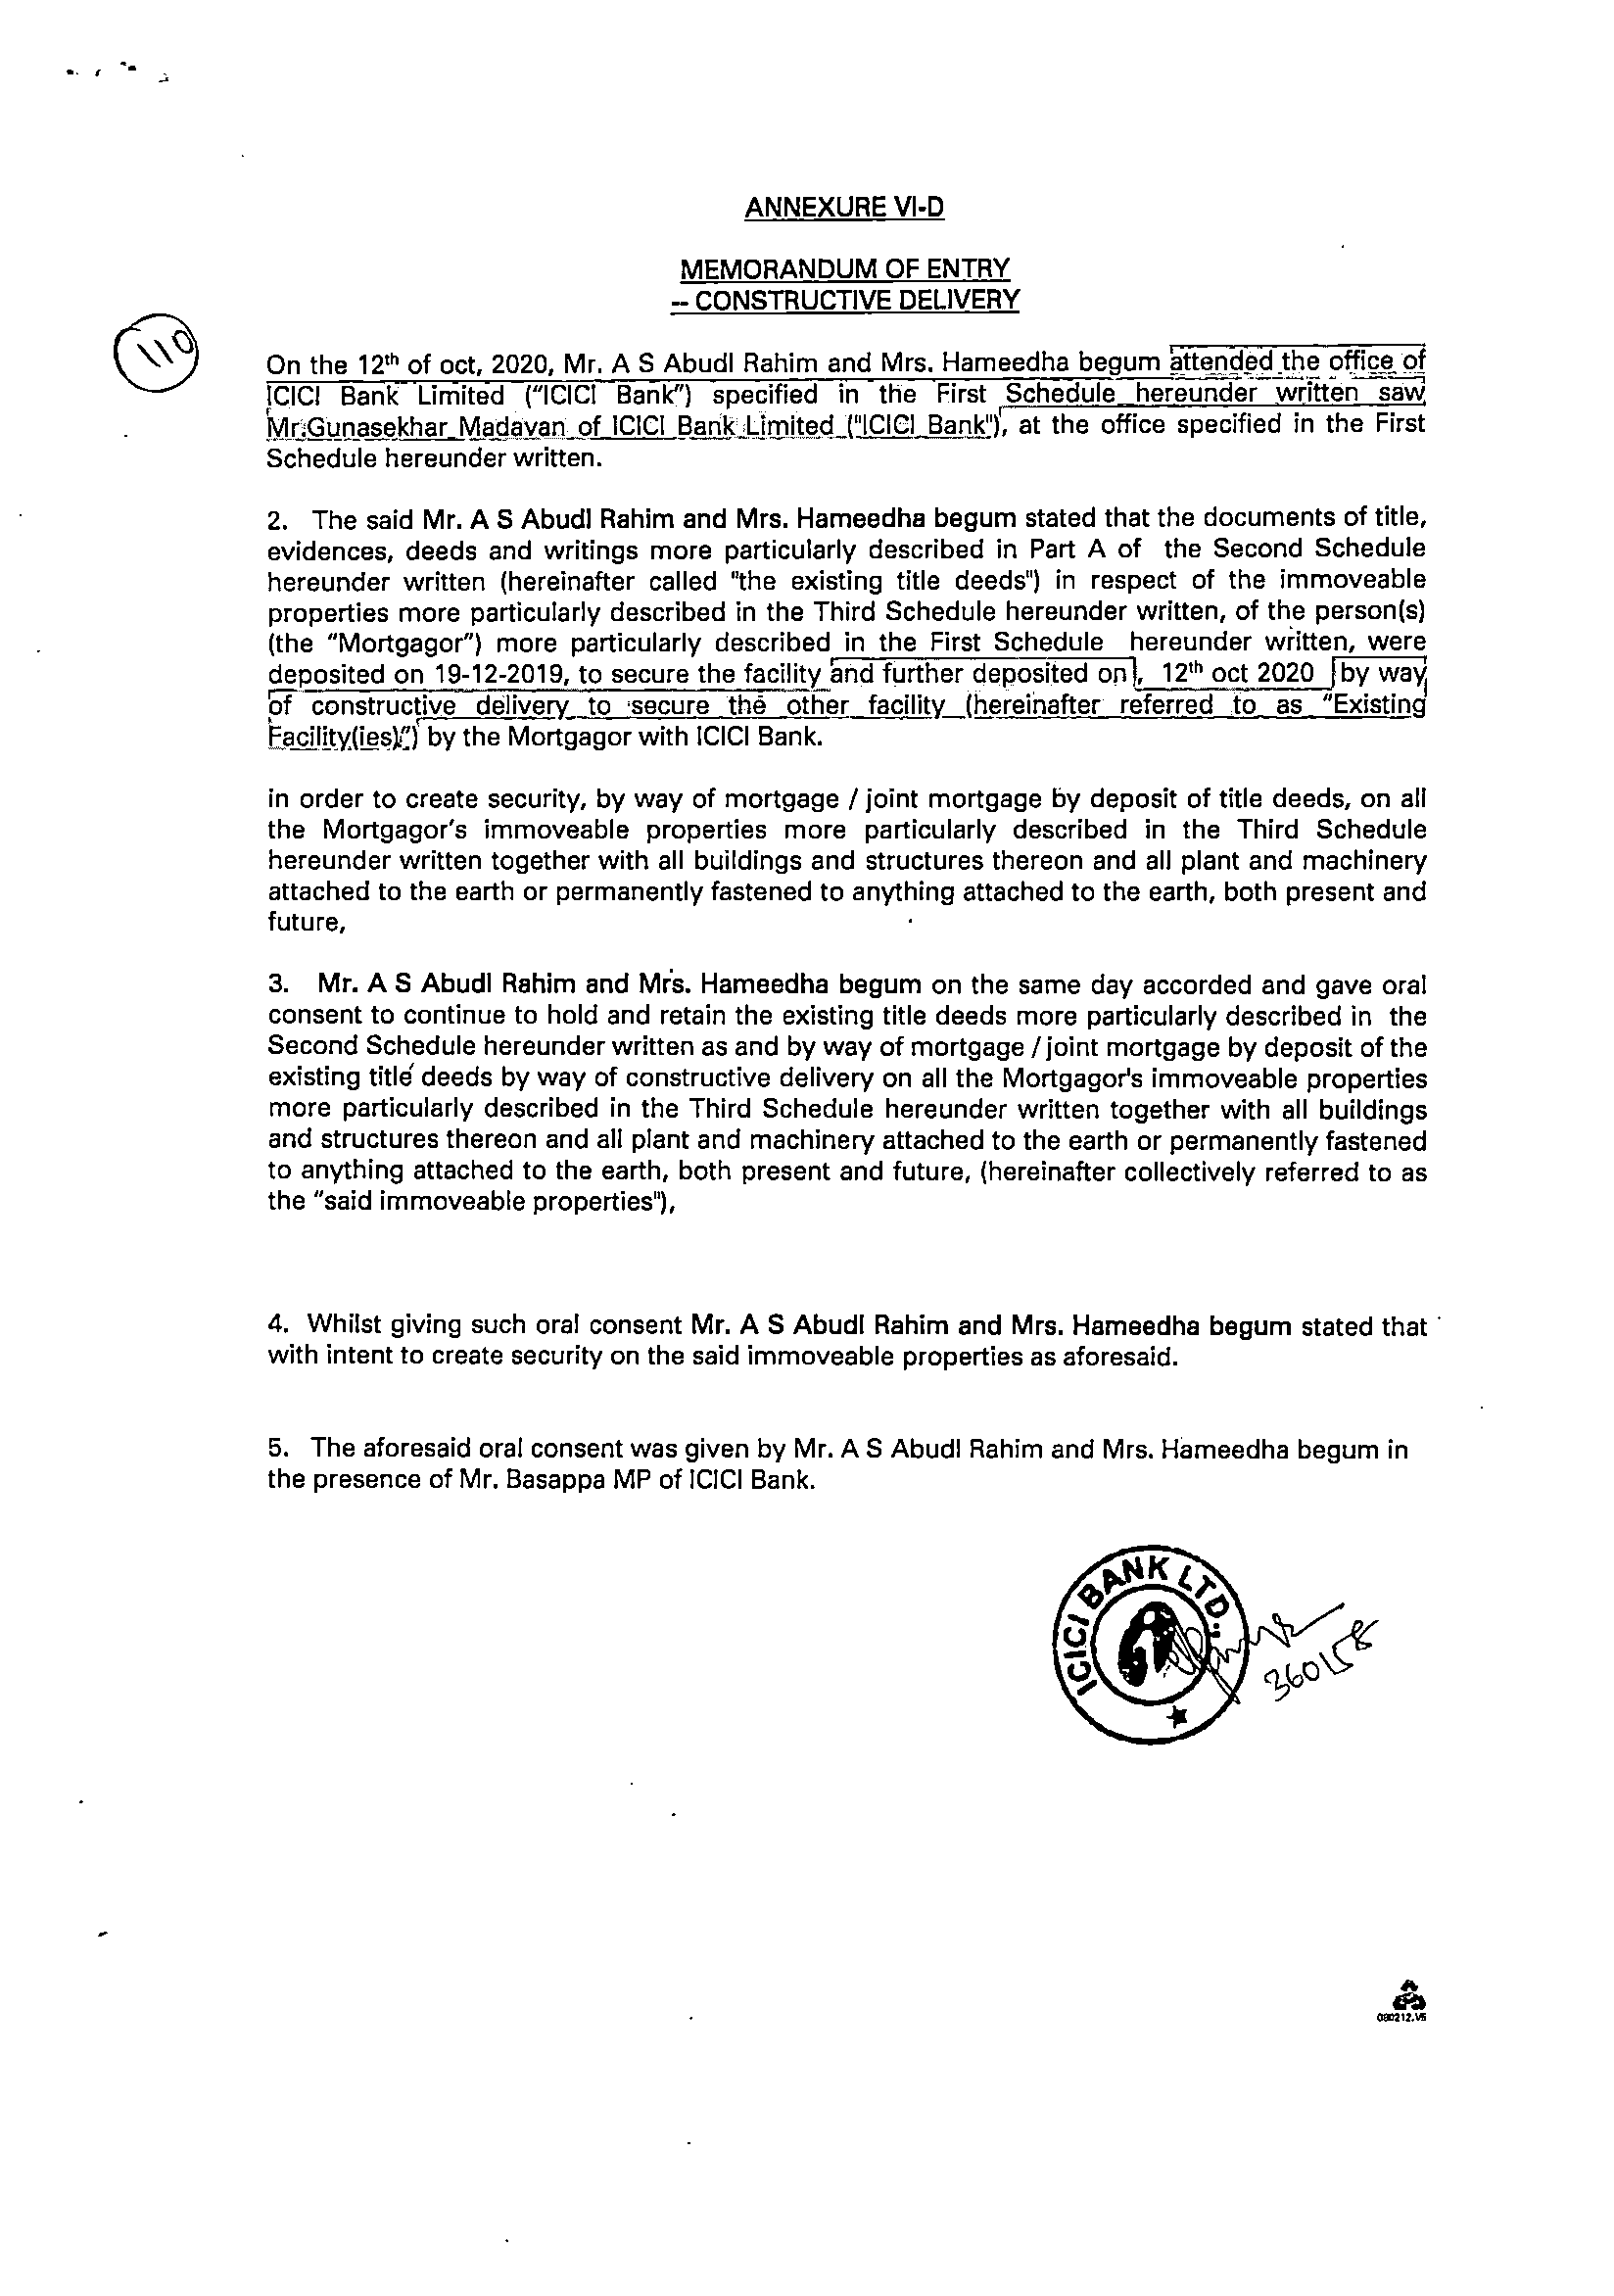 ANNEXURE VI-D
MEMORANDUM OF ENTRY
-- CONSTRUCTIVE DELIVERY
110
On the 12th of oct, 2020, Mr. A S Abudl Rahim and Mrs. Hameedha begum attended the office of
ICICI Bank Limited ("ICICI Bank") specified in the First Schedule hereunder written saw
Mr.Gunasekhar Madavan of ICICI Bank Limited ("ICICI Bank"), at the office specified in the First
Schedule hereunder written.
2. The said Mr. A S Abudl Rahim and Mrs. Hameedha begum stated that the documents of title,
evidences, deeds and writings more particularly described in Part A of the Second Schedule
hereunder written (hereinafter called "the existing title deeds") in respect of the immoveable
properties more particularly described in the Third Schedule hereunder written, of the person(s)
(the "Mortgagor") more particularly described in the First Schedule hereunder written, were
deposited on 19-12-2019, to secure the facility and further deposited on , 12th oct 2020 by way
of constructive delivery to secure the other facility (hereinafter referred to as "Existing
Facility(ies)") by the Mortgagor with ICICI Bank.
in order to create security, by way of mortgage / joint mortgage by deposit of title deeds, on all
the Mortgagor's immoveable properties more particularly described in the Third Schedule
hereunder written together with all buildings and structures thereon and all plant and machinery
attached to the earth or permanently fastened to anything attached to the earth, both present and
future,
3. Mr. A S Abudl Rahim and Mrs. Hameedha begum on the same day accorded and gave oral
consent to continue to hold and retain the existing title deeds more particularly described in the
Second Schedule hereunder written as and by way of mortgage / joint mortgage by deposit of the
existing title deeds by way of constructive delivery on all the Mortgagor's immoveable properties
more particularly described in the Third Schedule hereunder written together with all buildings
and structures thereon and all plant and machinery attached to the earth or permanently fastened
to anything attached to the earth, both present and future, (hereinafter collectively referred to as
the "said immoveable properties"),
4. Whilst giving such oral consent Mr. A S Abudl Rahim and Mrs. Hameedha begum stated that
with intent to create security on the said immoveable properties as aforesaid.
5. The aforesaid oral consent was given by Mr. A S Abudl Rahim and Mrs. Hameedha begum in
the presence of Mr. Basappa MP of ICICI Bank.
ICICI BANK LTD.,
360158
080212.V5